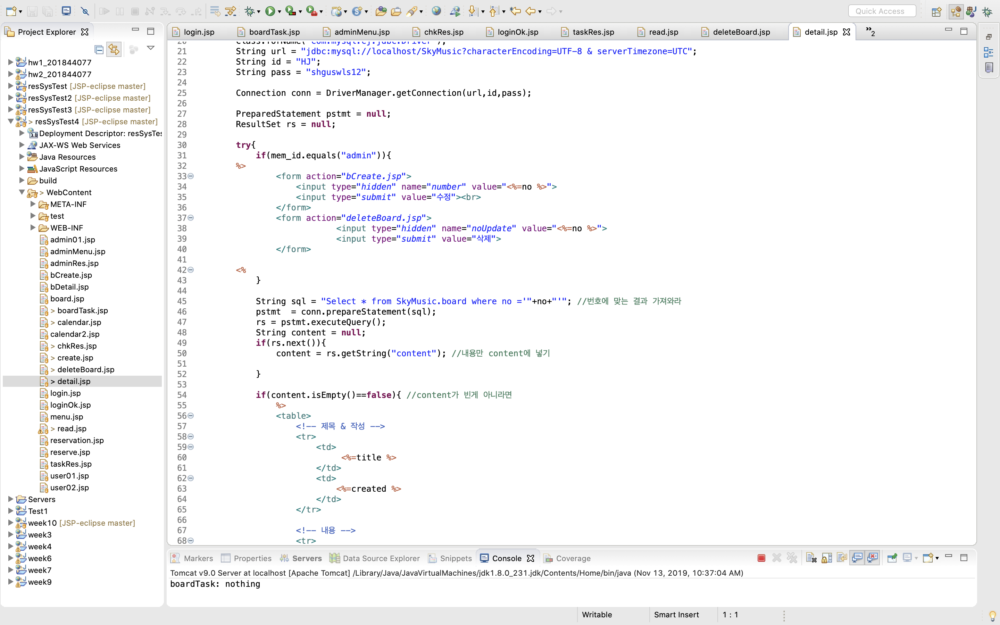 Quick Access
Project Explorer
hw1_201844077
hw2_201844077
resSysTest [JSP-eclipse master]
resSysTest2 [JSP-eclipse master]
resSysTest3 [JSP-eclipse master]
> resSysTest4 [JSP-eclipse master]
Deployment Descriptor: resSysTes
JAX-WS Web Services
Java Resources
JavaScript Resources
build
> WebContent
META-INF
test
WEB-INF
admin01.jsp
adminMenu.jsp
adminRes.jsp
bCreate.jsp
bDetail.jsp
board.jsp
> boardTask.jsp
> calendar.jsp
calendar2.jsp
> chkRes.jsp
> create.jsp
> deleteBoard.jsp
> detail.jsp
login.jsp
loginOk.jsp
menu.jsp
> read.jsp
reservation.jsp
reserve.jsp
taskRes.jsp
user01.jsp
user02.jsp
Servers
Test1
week10 [JSP-eclipse master]
week3
week4
week6
week7
week9
login.jsp boardTask.jsp adminMenu.jsp chkRes.jsp loginOk.jsp taskRes.jsp read.jsp deleteBoard.jsp detail.jsp »2
20 Class.forName("com.mysql.cj.jdbc.Driver");
21 String url = "jdbc:mysql://localhost/SkyMusic?characterEncoding=UTF-8 & serverTimezone=UTC";
22 String id = "HJ";
23 String pass = "shguswls12";
24
25 Connection conn = DriverManager.getConnection(url,id,pass);
26
27 PreparedStatement pstmt = null;
28 ResultSet rs = null;
29
30 try{
31 if(mem_id.equals("admin")){
32 %>
33 <form action="bCreate.jsp">
34 <input type="hidden" name="number" value="<%=no %>">
35 <input type="submit" value="수정"><br>
36 </form>
37 <form action="deleteBoard.jsp">
38 <input type="hidden" name="noUpdate" value="<%=no %>">
39 <input type="submit" value="삭제">
40 </form>
41
42 <%
43 }
44
45 String sql = "Select * from SkyMusic.board where no ='"+no+"'"; //번호에 맞는 결과 가져와라
46 pstmt  = conn.prepareStatement(sql);
47 rs = pstmt.executeQuery();
48 String content = null;
49 if(rs.next()){
50 content = rs.getString("content"); //내용만 content에 넣기
51
52 }
53
54 if(content.isEmpty()==false){ //content가 빈게 아니라면
55 %>
56 <table>
57 <!-- 제목 & 작성 -->
58 <tr>
59 <td>
60 <%=title %>
61 </td>
62 <td>
63 <%=created %>
64 </td>
65 </tr>
66
67 <!-- 내용 -->
68 <tr>
Markers Properties Servers Data Source Explorer Snippets Console Coverage
Tomcat v9.0 Server at localhost [Apache Tomcat] /Library/Java/JavaVirtualMachines/jdk1.8.0_231.jdk/Contents/Home/bin/java (Nov 13, 2019, 10:37:04 AM)
boardTask: nothing
Writable Smart Insert 1 : 1